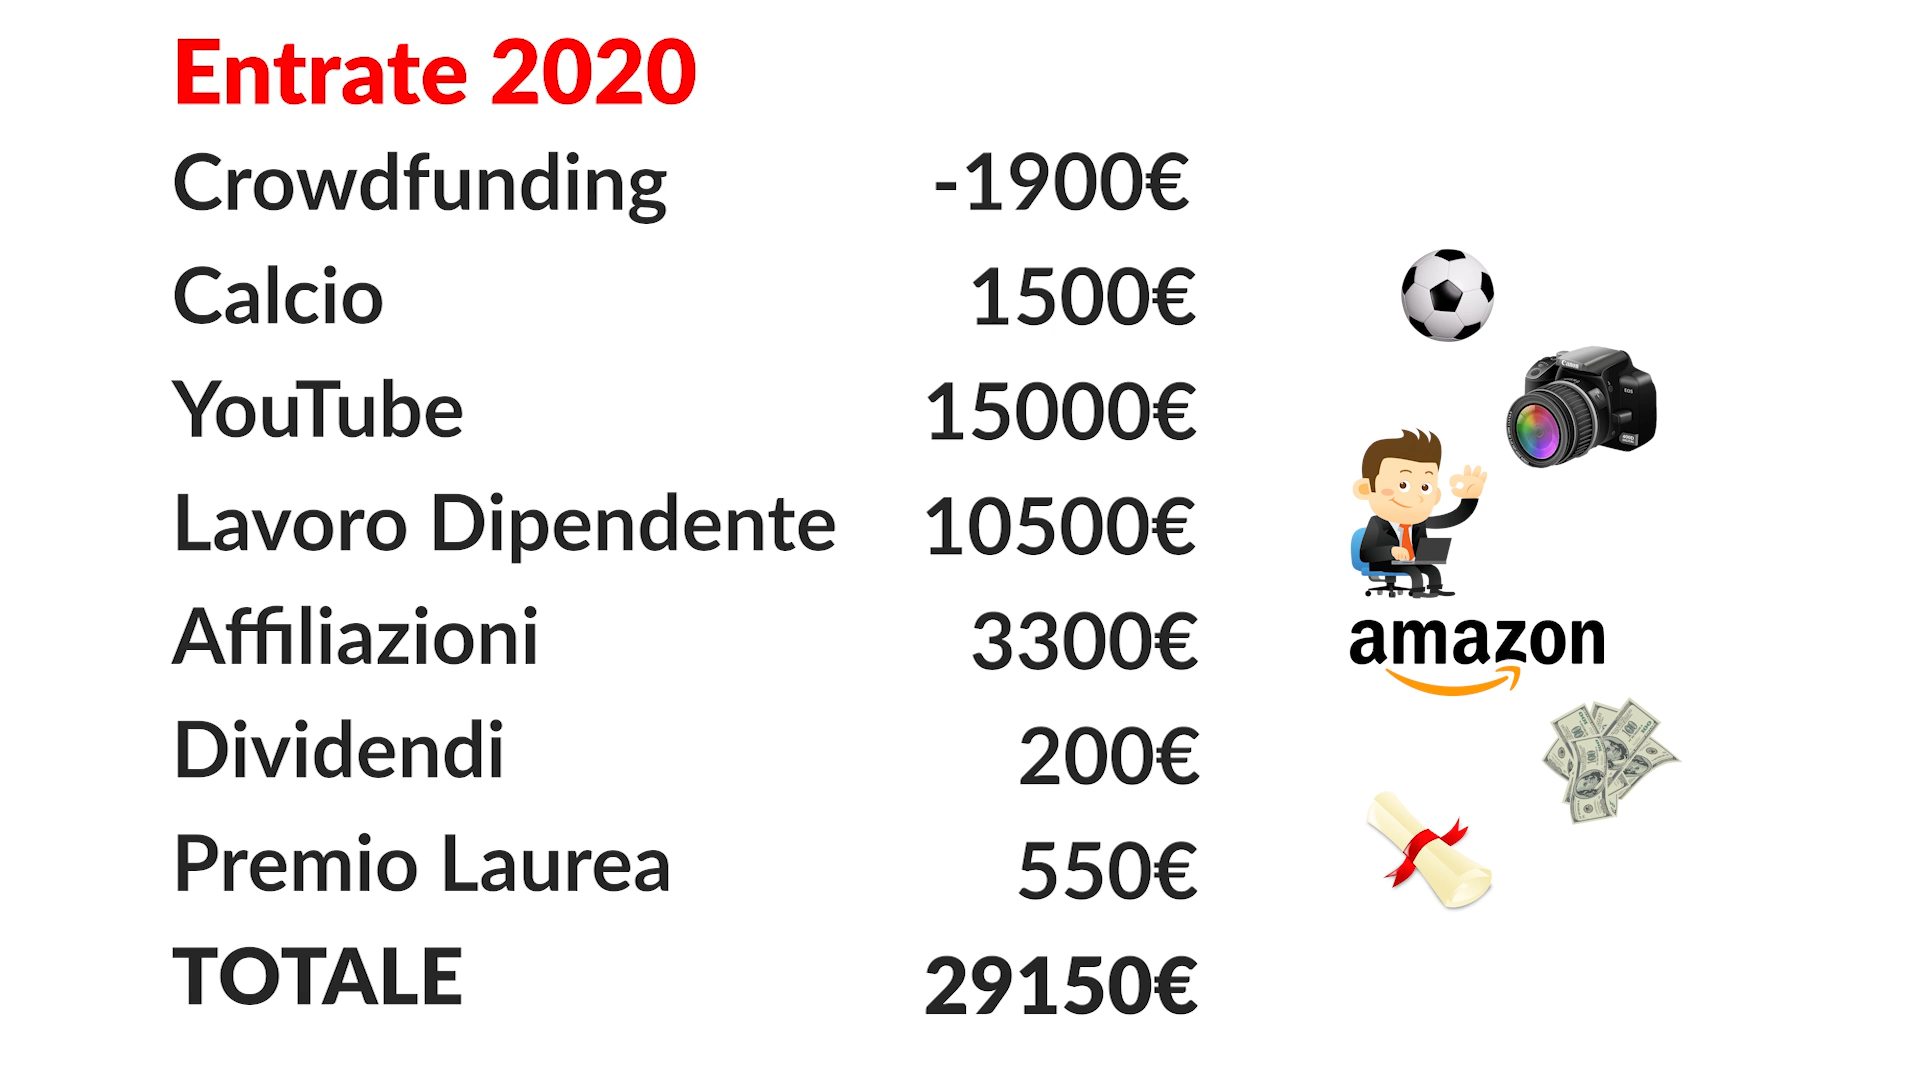 Entrate 2020
Crowdfunding -1900€
Calcio 1500€
YouTube 15000€
Lavoro Dipendente 10500€
Affiliazioni 3300€
amazon
Dividendi 200€
Premio Laurea 550€
TOTALE 29150€